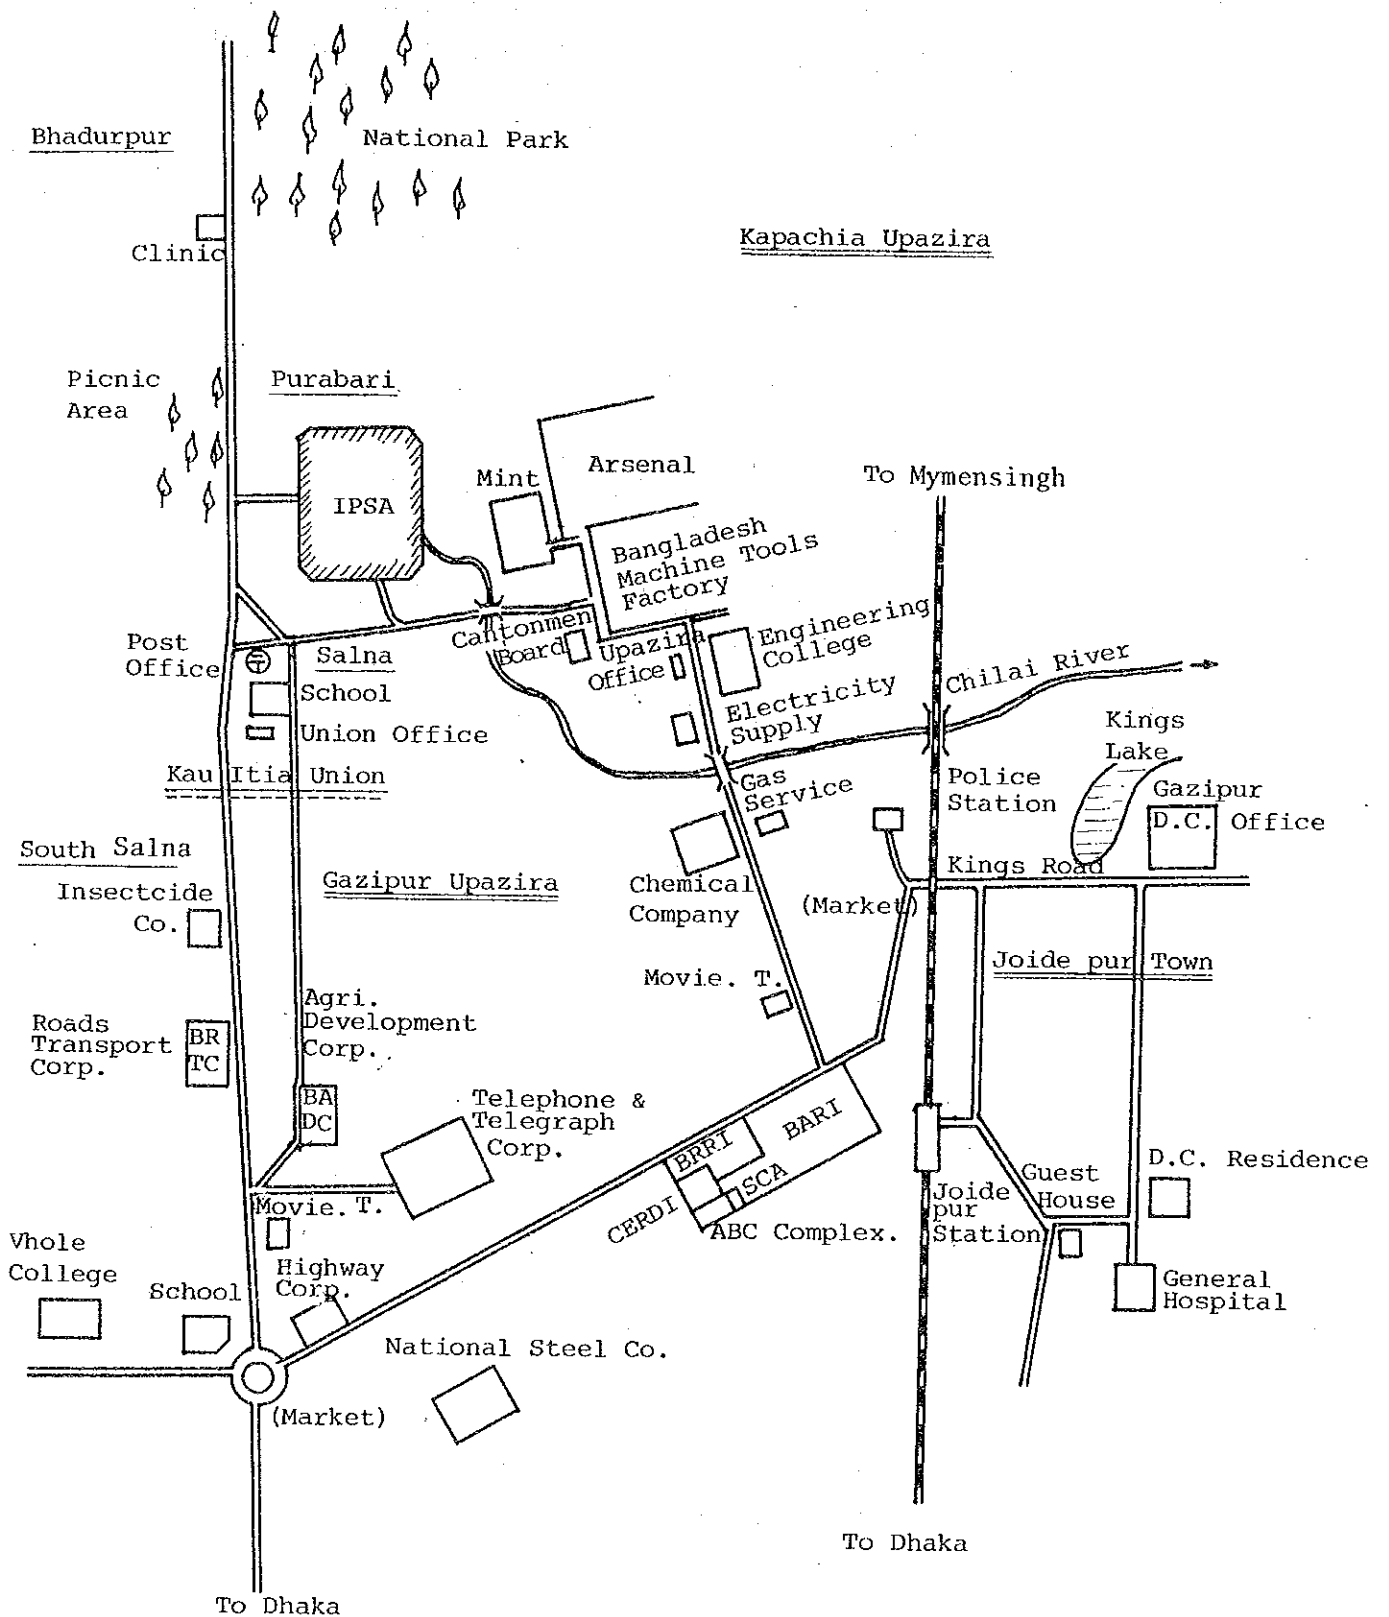 Bhadurpur
National Park
Clinic
Kapachia Upazira
Picnic
Area
Purabari
IPSA
Mint
Arsenal
To Mymensingh
Bangladesh
Machine Tools
Factory
Cantonmen
Board
Upazira
Office
Engineering
College
Post
Office
Salna
School
Union Office
Electricity
Supply
Chilai River
Kings
Lake
Kau Itia Union
Gas
Service
Police
Station
Gazipur
D.C. Office
South Salna
Insectcide
Co.
Gazipur Upazira
Chemical
Company
(Market)
Kings Road
Joide pur Town
Movie. T.
Roads
Transport
Corp.
BR
TC
Agri.
Development
Corp.
BA
DC
Telephone &
Telegraph
Corp.
BRRI
BARI
SCA
CERDI
ABC Complex.
Joide
pur
Station
Guest
House
D.C. Residence
Movie. T.
Vhole
College
School
Highway
Corp.
General
Hospital
National Steel Co.
(Market)
To Dhaka
To Dhaka